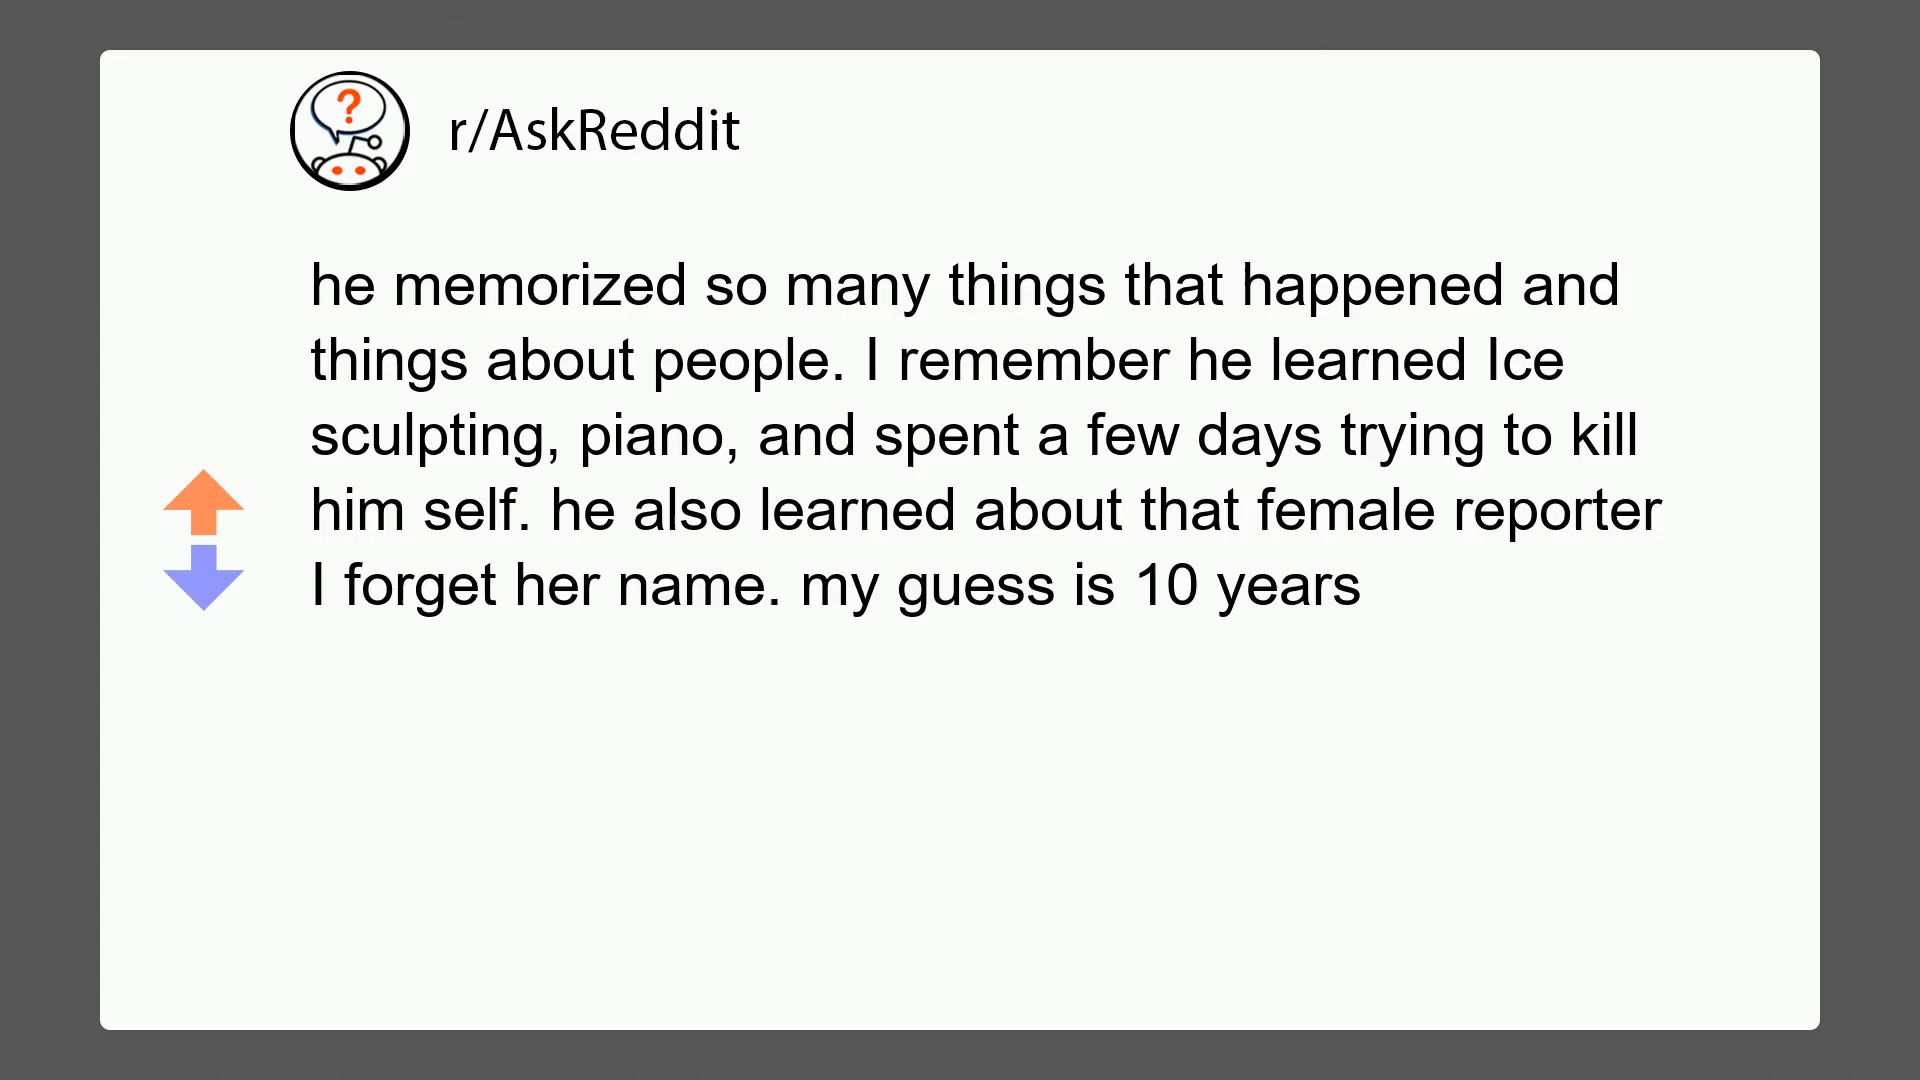 r/AskReddit
he memorized so many things that happened and
things about people. I remember he learned Ice
sculpting, piano, and spent a few days trying to kill
him self. he also learned about that female reporter
I forget her name. my guess is 10 years